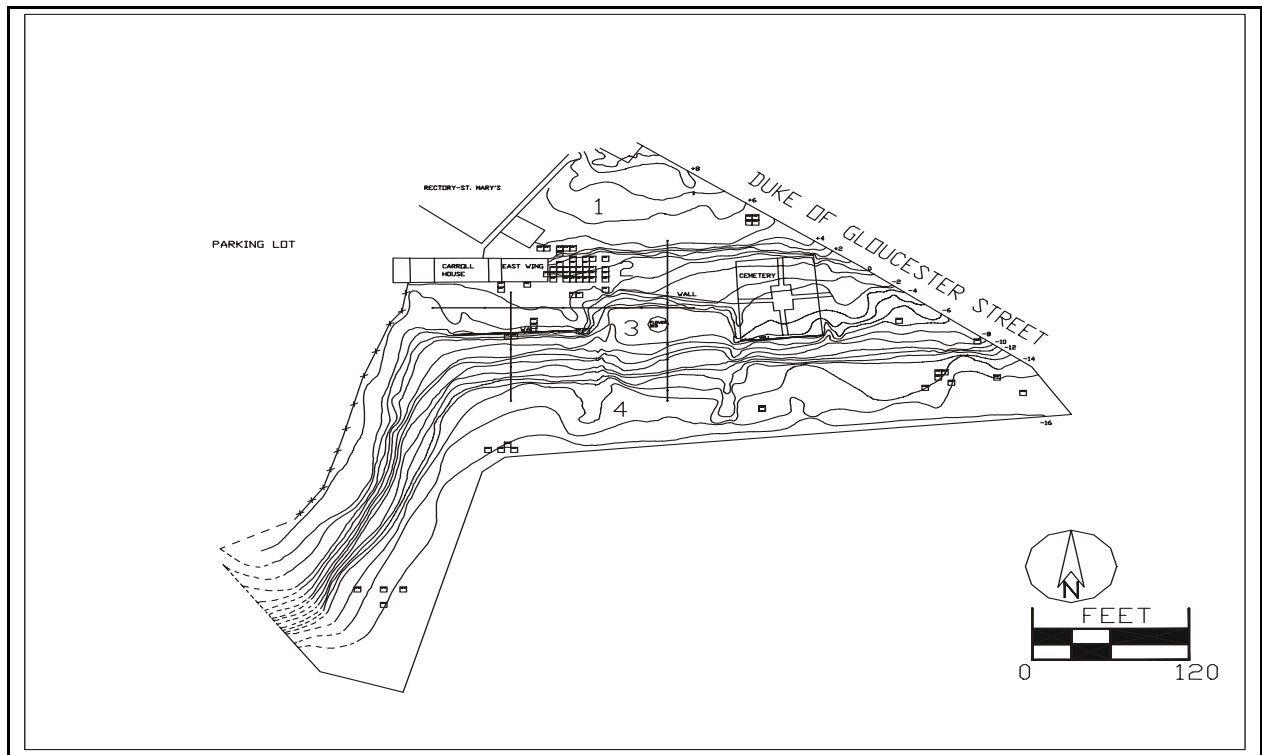 +8
RECTORY-ST. MARY'S
+6
1
DUKE OF GLOUCESTER STREET
PARKING LOT
+4
+2
CARROLL
HOUSE
EAST WING
0
CEMETERY
-2
-4
WALL
-6
3
WALL
-8
-10
-12
-14
4
-16
N
FEET
0
120